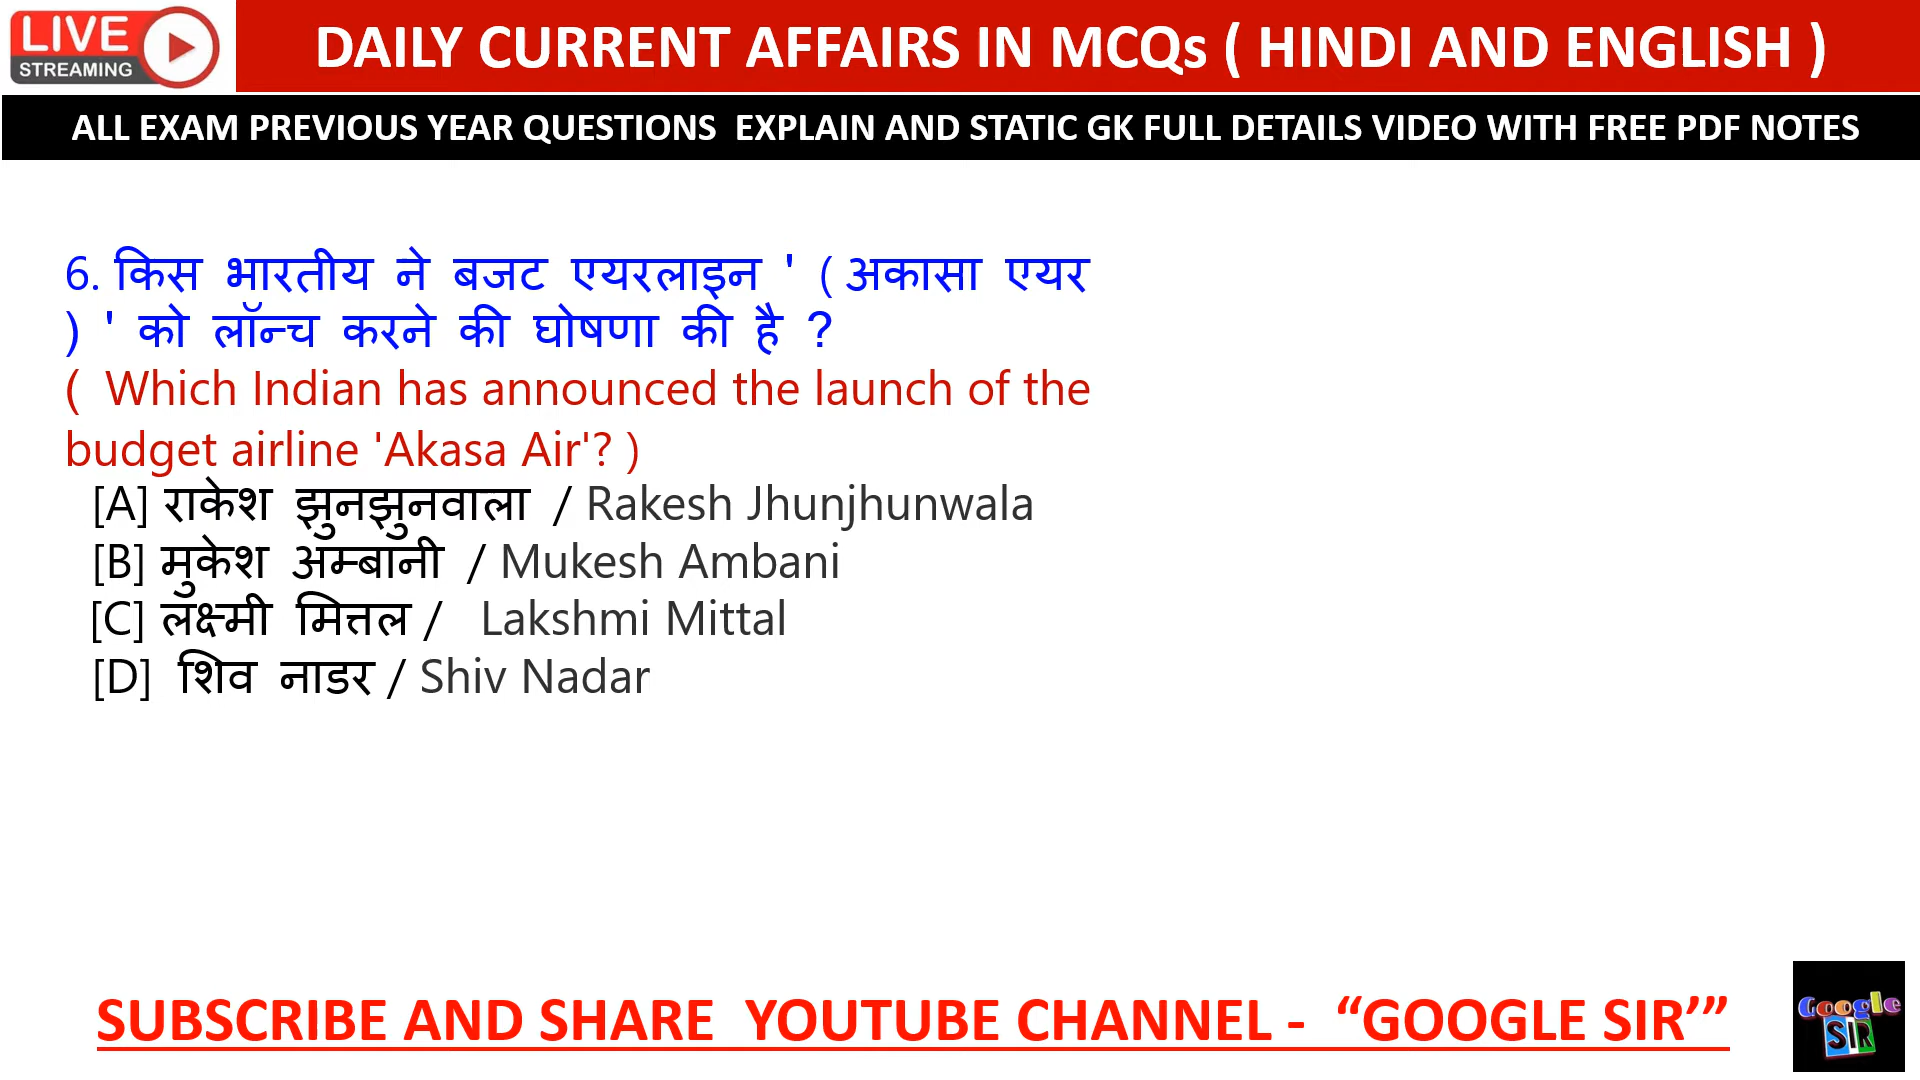 LIVE
STREAMING
DAILY CURRENT AFFAIRS IN MCQs ( HINDI AND ENGLISH )
ALL EXAM PREVIOUS YEAR QUESTIONS  EXPLAIN AND STATIC GK FULL DETAILS VIDEO WITH FREE PDF NOTES
6. किस भारतीय ने बजट एयरलाइन ' ( अकासा एयर
) ' को लॉन्च करने की घोषणा की है ?
(  Which Indian has announced the launch of the
budget airline 'Akasa Air'? )
[A] राकेश झुनझुनवाला / Rakesh Jhunjhunwala
[B] मुकेश अम्बानी / Mukesh Ambani
[C] लक्ष्मी मित्तल /   Lakshmi Mittal
[D]  शिव नाडर / Shiv Nadar
SUBSCRIBE AND SHARE  YOUTUBE CHANNEL -  “GOOGLE SIR’”
Google
SIR